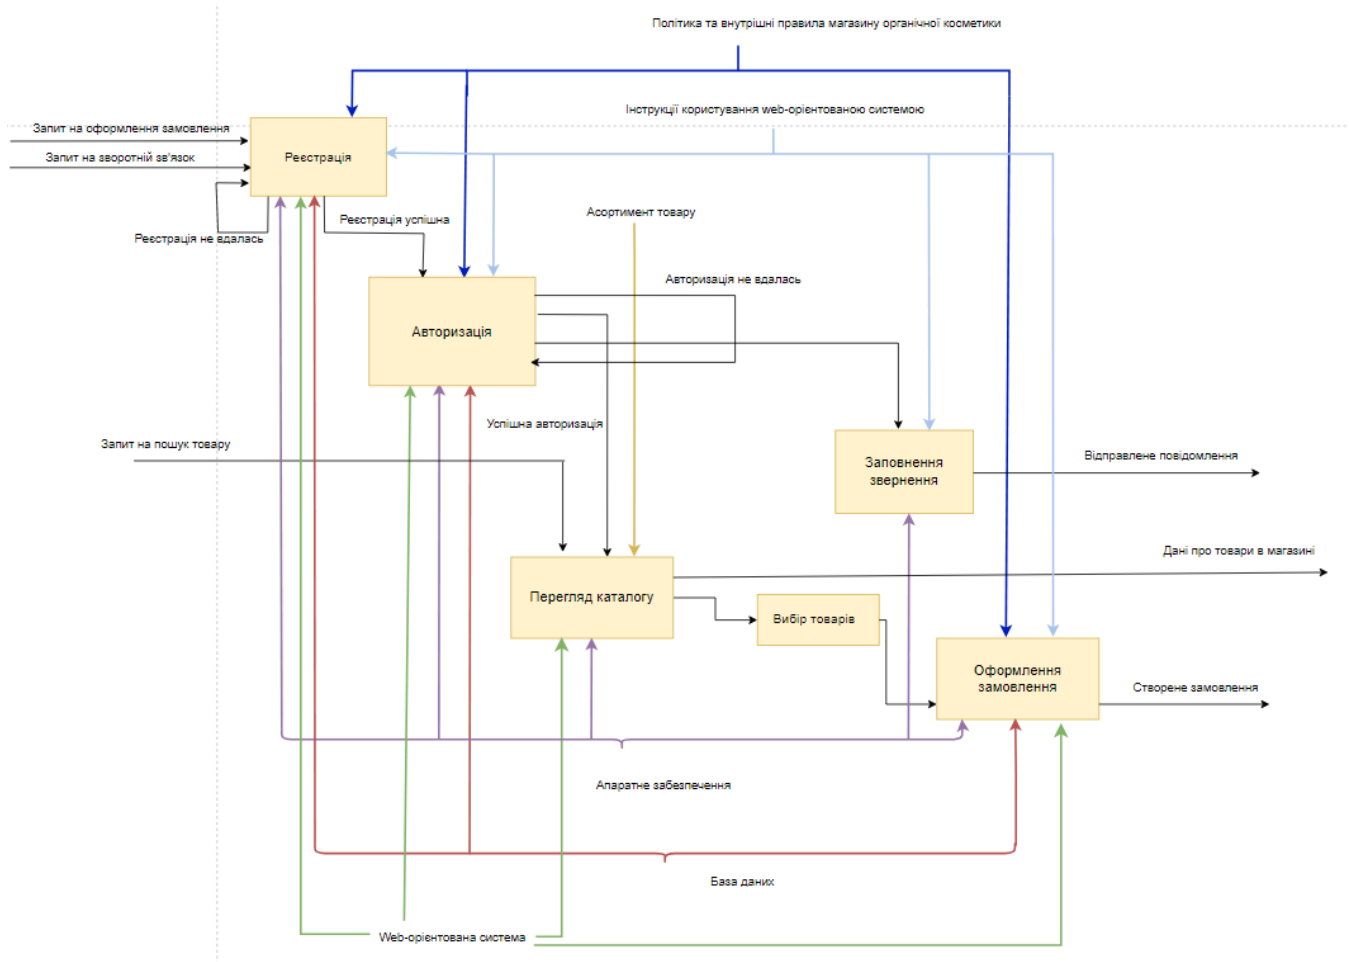 Політика та внутрішні правила магазину органічної косметики
Інструкції користування web-орієнтованою системою
Запит на оформлення замовлення
Запит на зворотній зв'язок
Реєстрація
Реєстрація не вдалась
Реєстрація успішна
Асортимент товару
Авторизація не вдалась
Авторизація
Успішна авторизація
Запит на пошук товару
Заповнення
звернення
Відправлене повідомлення
Дані про товари в магазині
Перегляд каталогу
Вибір товарів
Оформлення
замовлення
Створене замовлення
Апаратне забезпечення
База даних
Web-орієнтована система